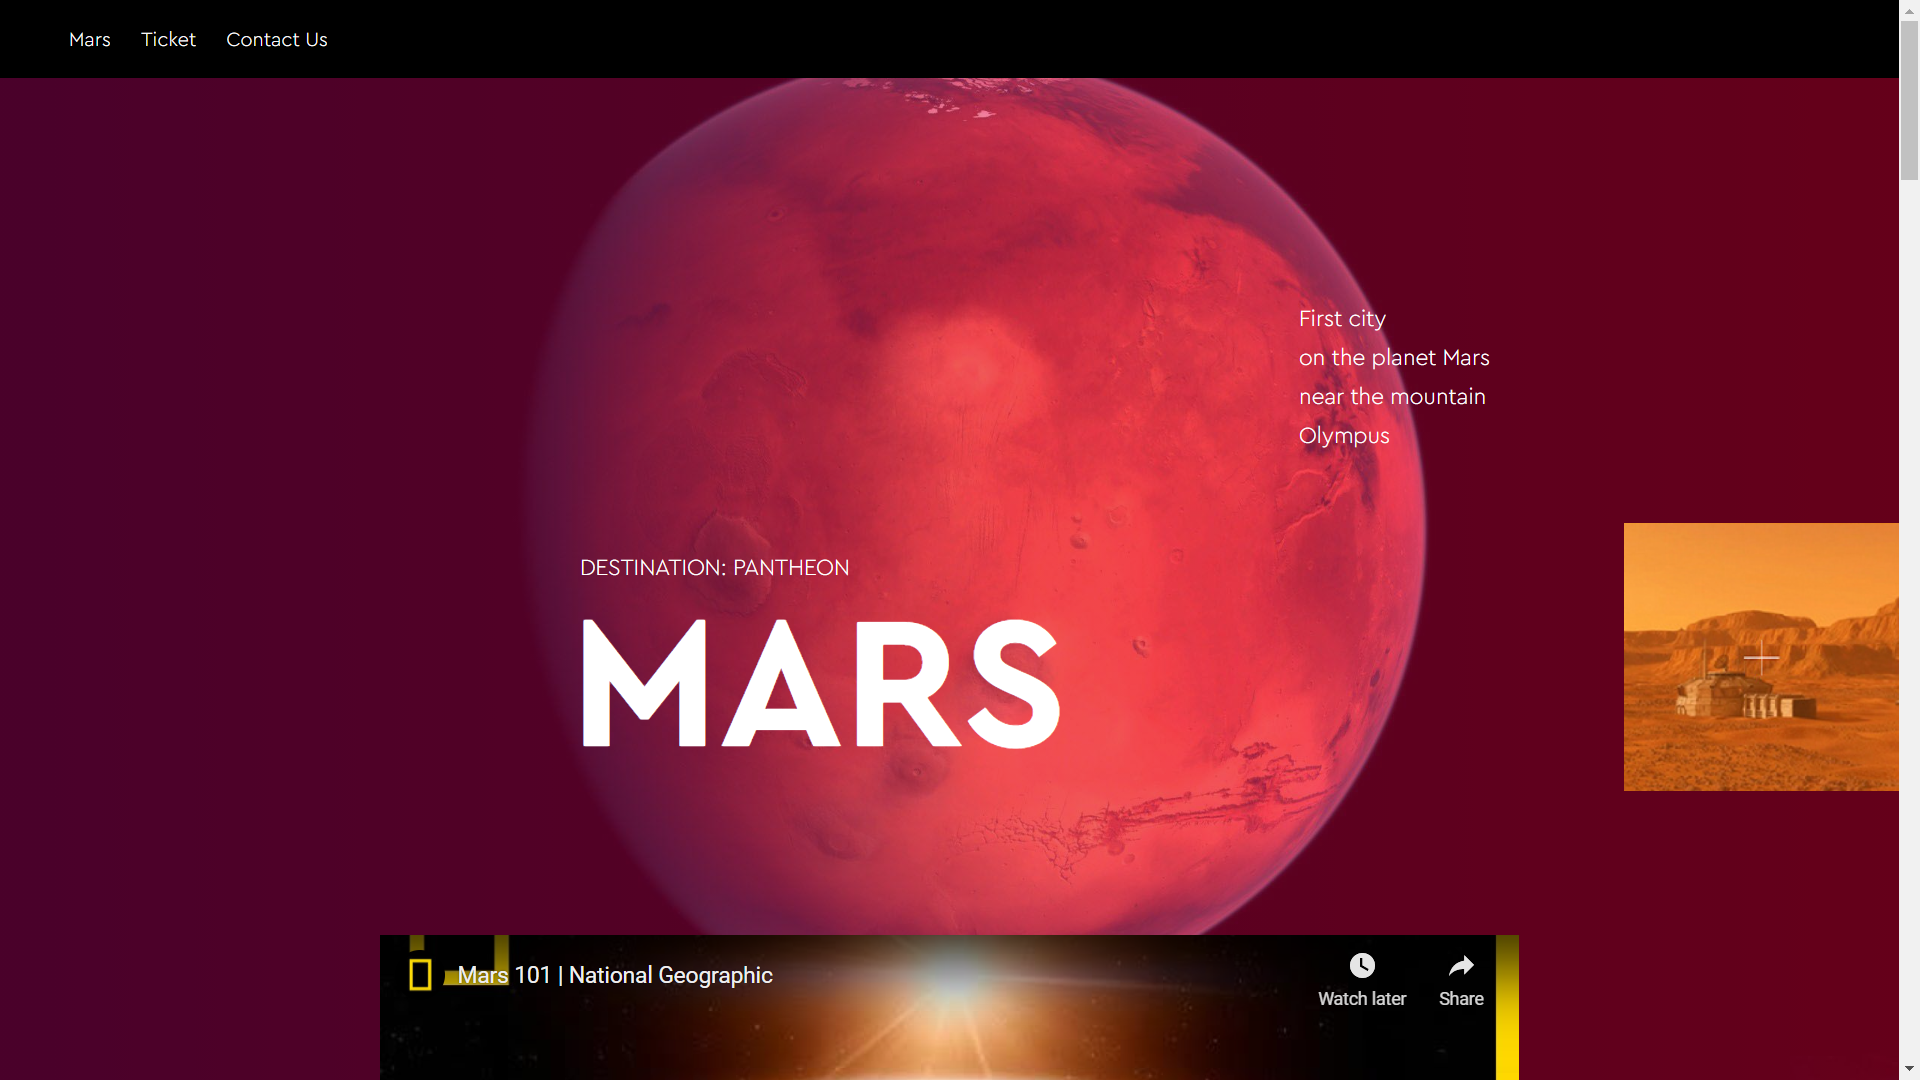 Mars Ticket Contact Us
First city
on the planet Mars
near the mountain
Olympus
DESTINATION: PANTHEON
MARS
Mars 101 | National Geographic
Watch later Share